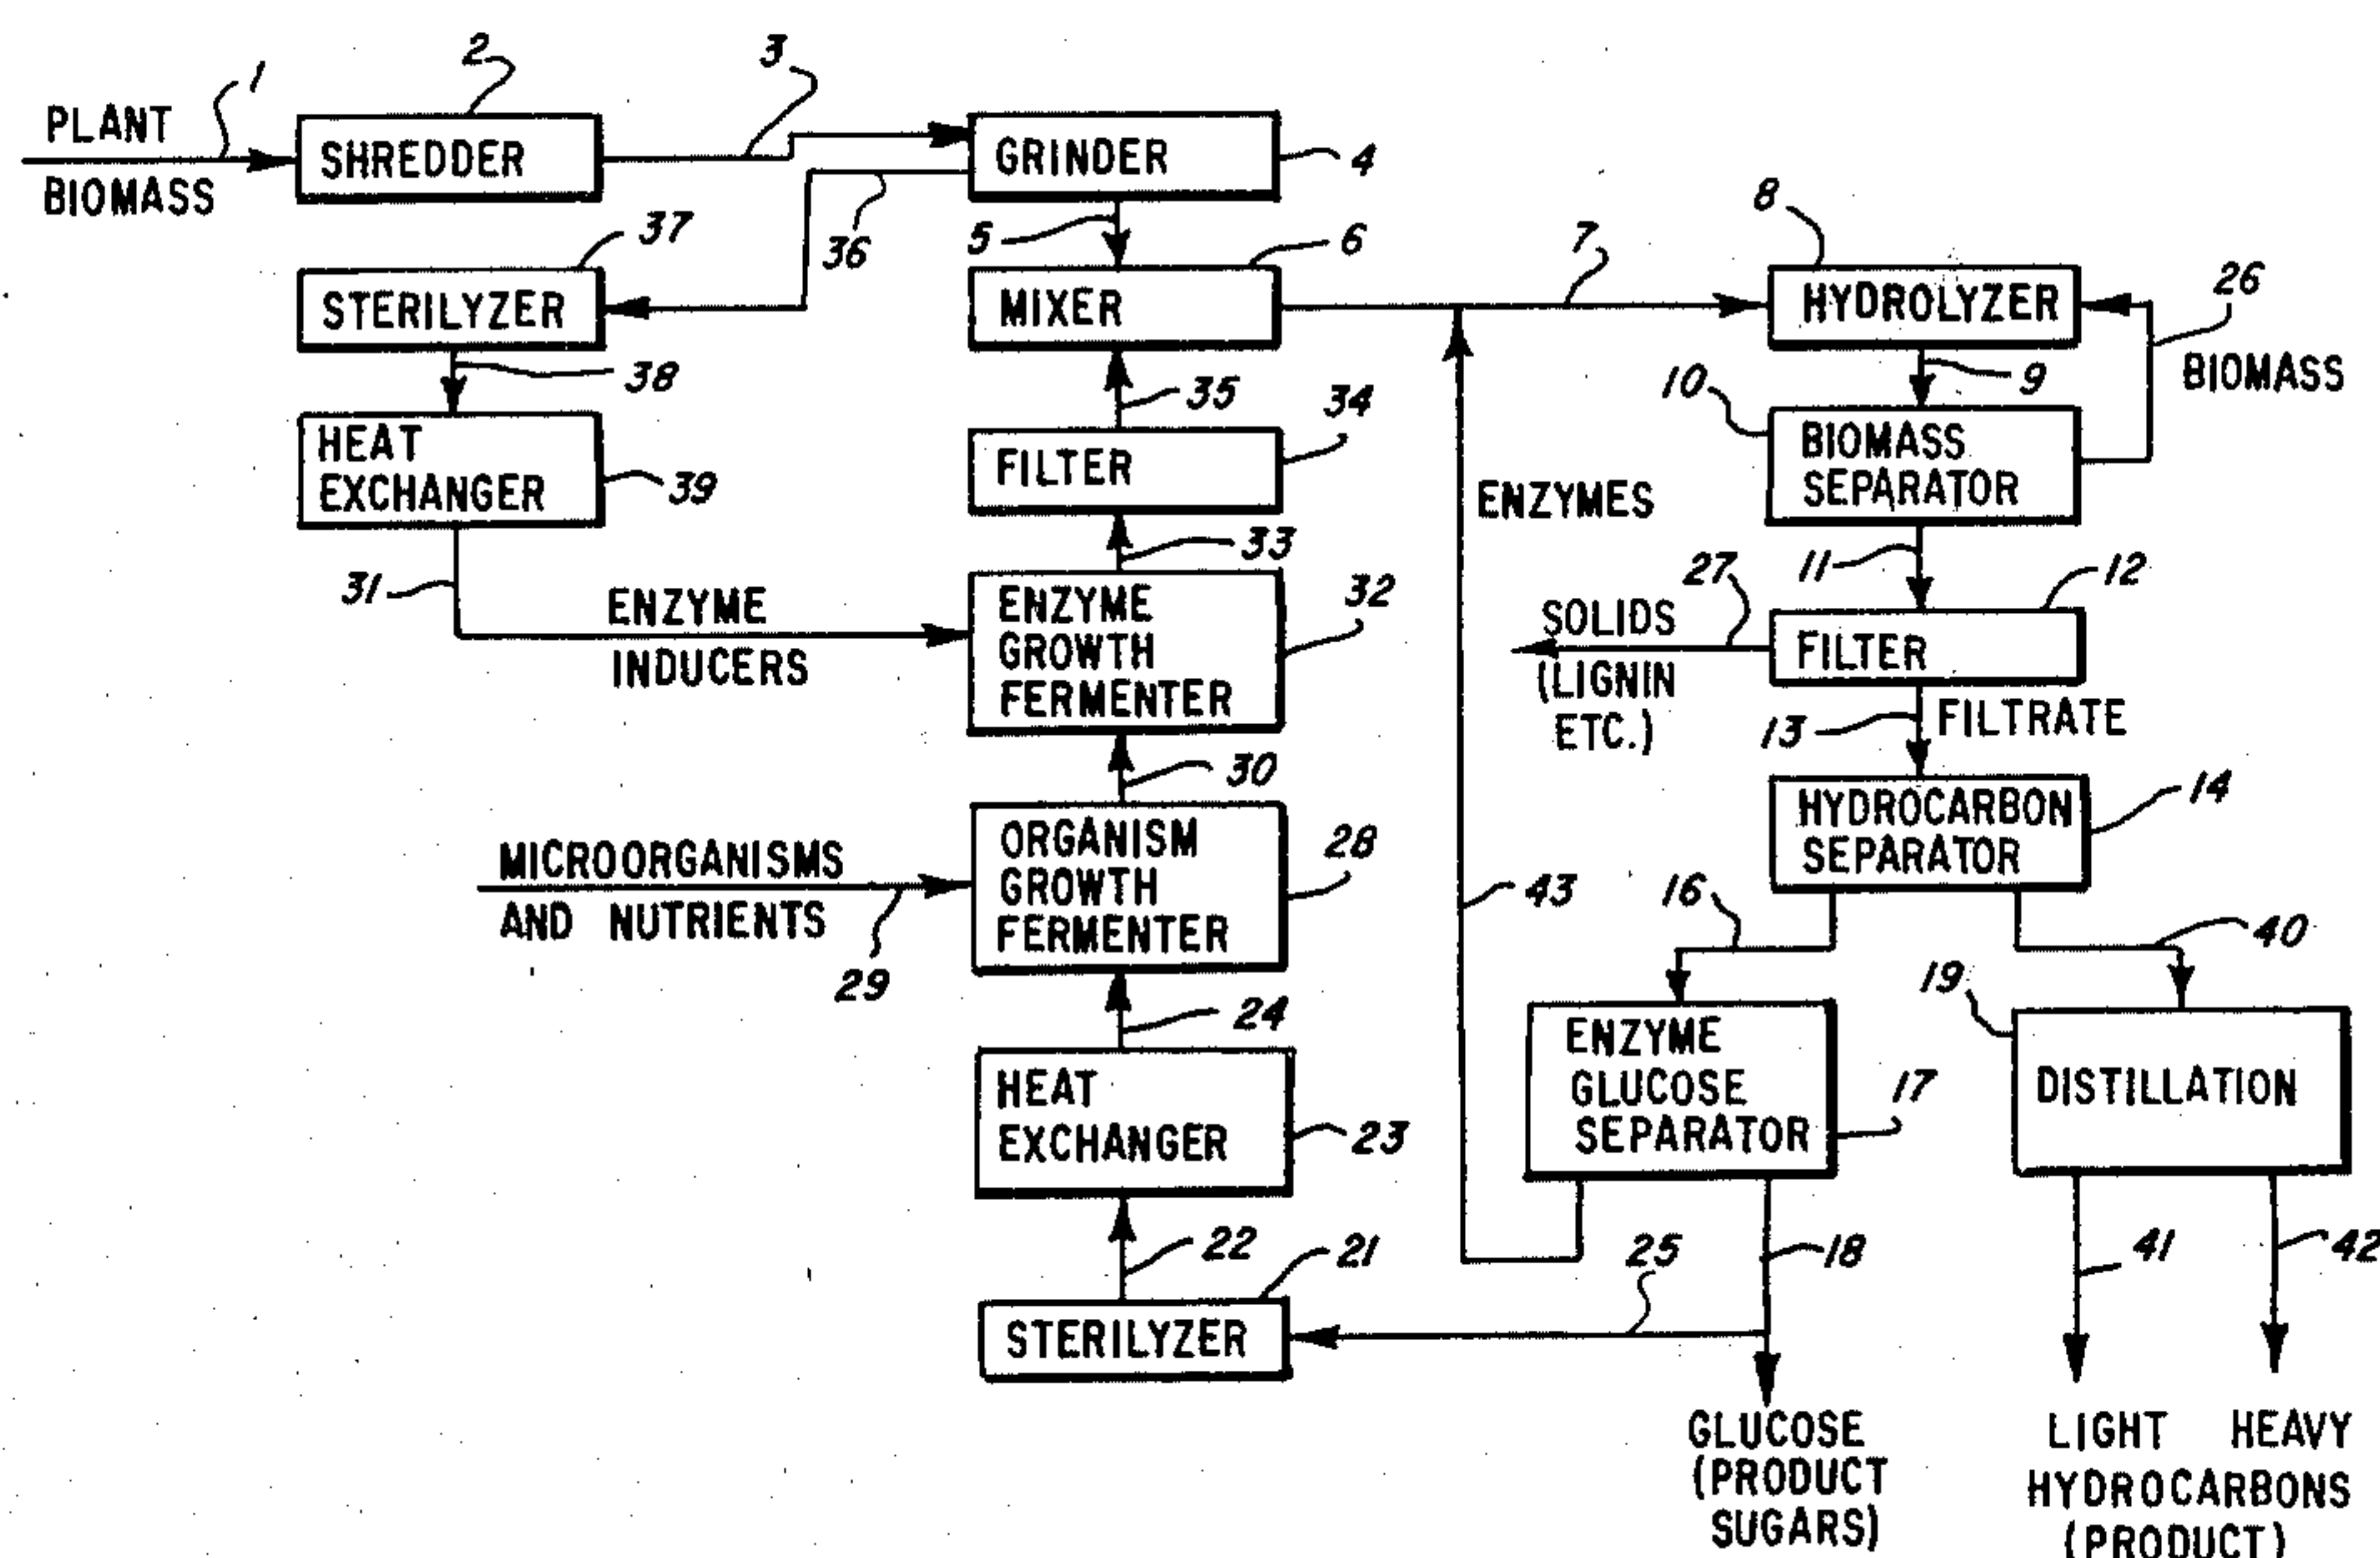 1
2
3
PLANT
BIOMASS
SHREDDER
GRINDER
4
37
36
5
6
7
8
26
STERILYZER
MIXER
HYDROLYZER
BIOMASS
38
35
34
10
9
HEAT
EXCHANGER
39
FILTER
ENZYMES
BIOMASS
SEPARATOR
33
11
27
12
31
ENZYME
INDUCERS
ENZYME
GROWTH
FERMENTER
32
SOLIDS
(LIGNIN
ETC.)
FILTER
13
FILTRATE
30
HYDROCARBON
SEPARATOR
14
MICROORGANISMS
AND NUTRIENTS
29
ORGANISM
GROWTH
FERMENTER
28
43
16
40
24
19
HEAT
EXCHANGER
23
ENZYME
GLUCOSE
SEPARATOR
17
DISTILLATION
22
21
25
18
41
42
STERILYZER
GLUCOSE
(PRODUCT
SUGARS)
LIGHT HEAVY
HYDROCARBONS
(PRODUCT)